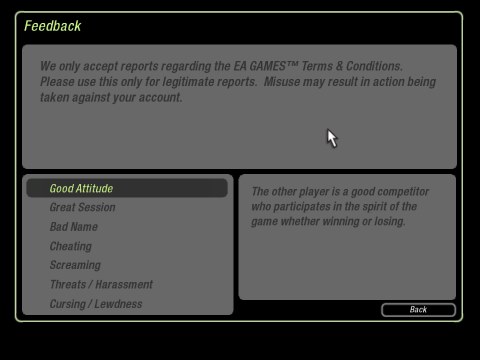 Feedback
We only accept reports regarding the EA GAMES™ Terms & Conditions.
Please use this only for legitimate reports. Misuse may result in action being
taken against your account.
Good Attitude
Great Session
Bad Name
Cheating
Screaming
Threats / Harassment
Cursing / Lewdness
The other player is a good competitor
who participates in the spirit of the
game whether winning or losing.
Back